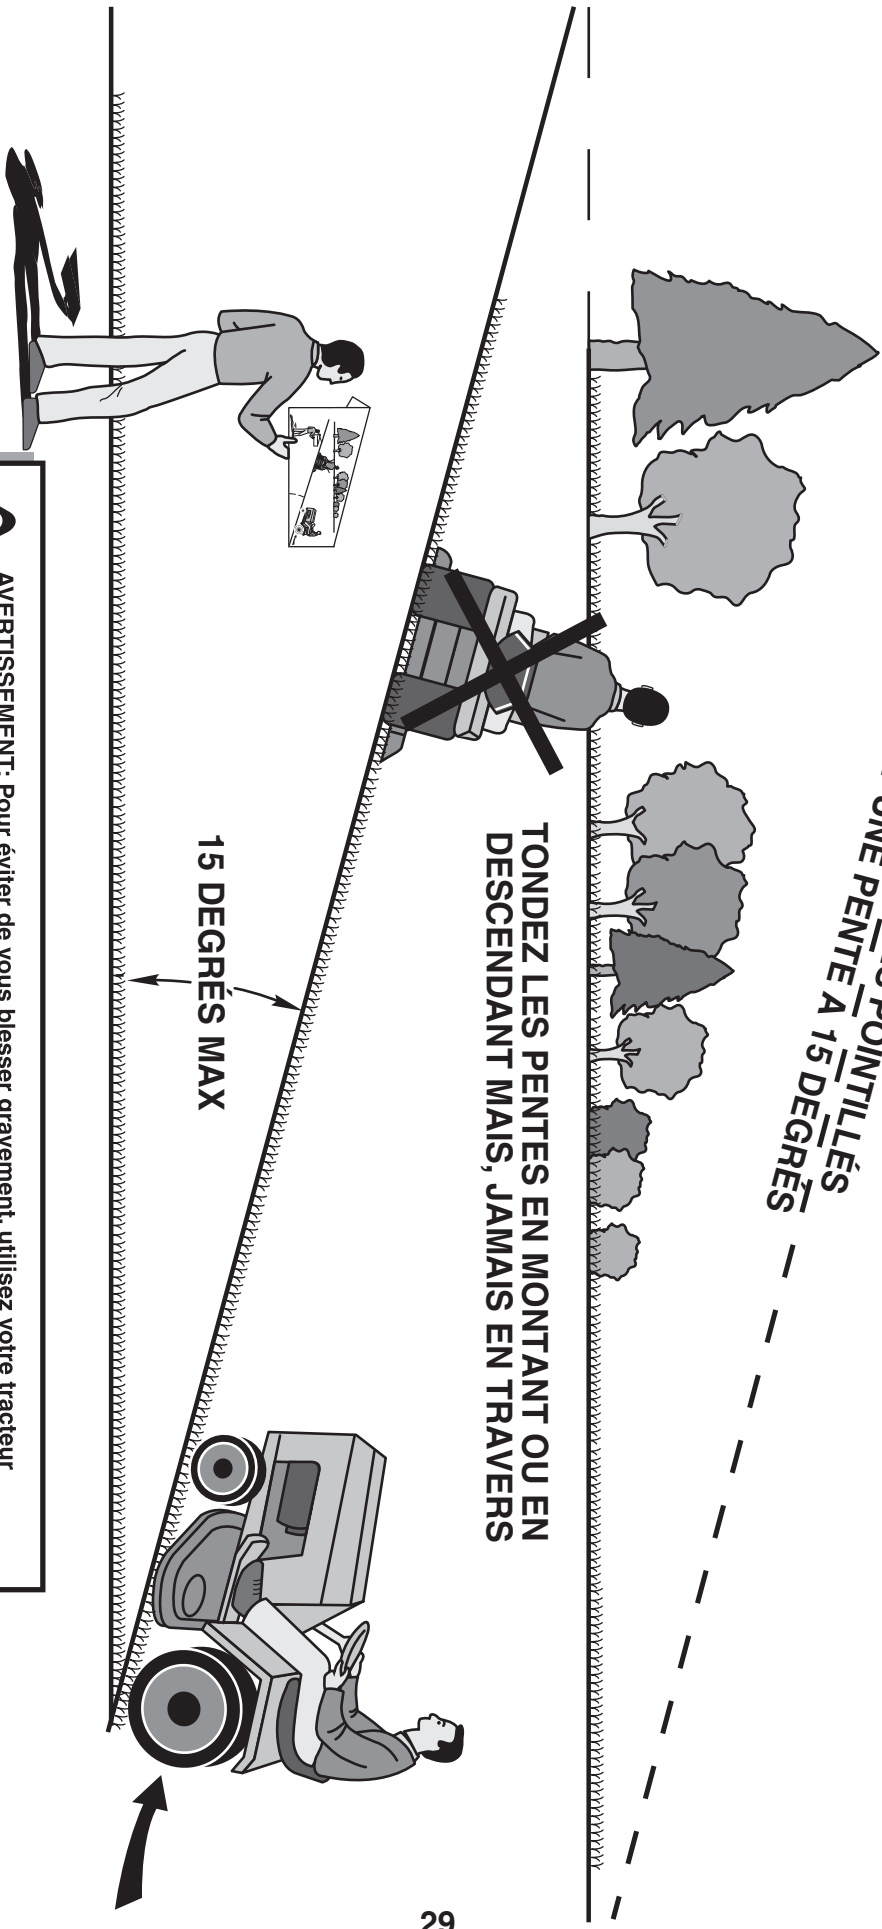 POINTILLÉS
UNE PENTE A 15 DEGRÉS
TONDEZ LES PENTES EN MONTANT OU EN
DESCENDANT MAIS, JAMAIS EN TRAVERS
15 DEGRÉS MAX
AVERTISSEMENT: Pour éviter de vous blesser gravement, utilisez votre tracteur
29